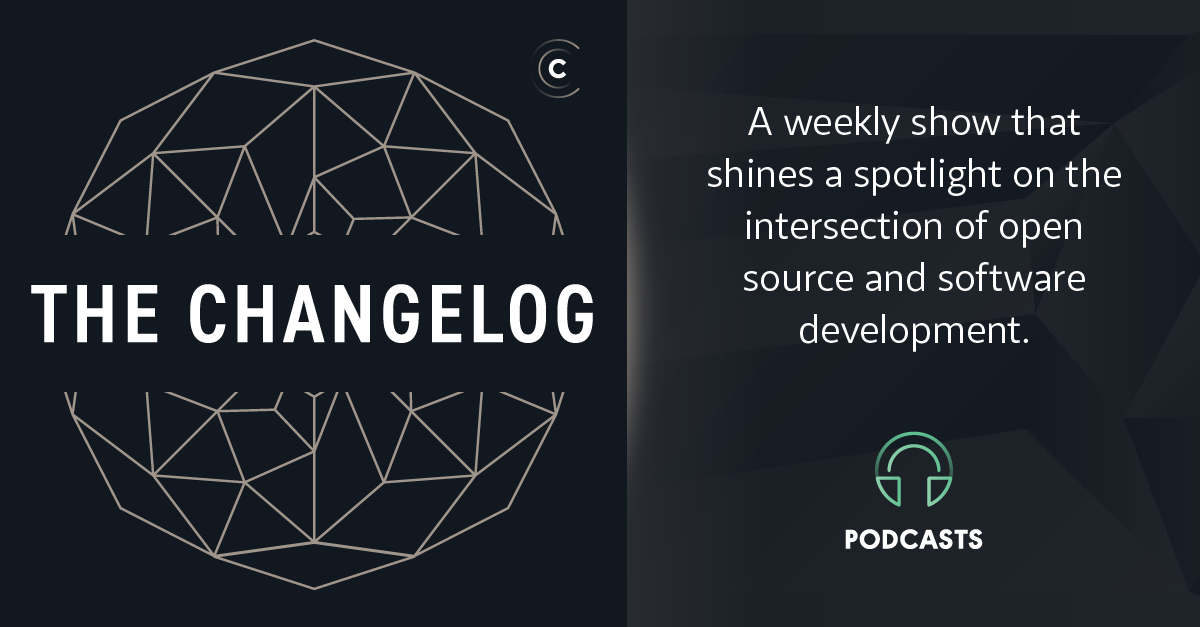 C
THE CHANGELOG
A weekly show that
shines a spotlight on the
intersection of open
source and software
development.
PODCASTS